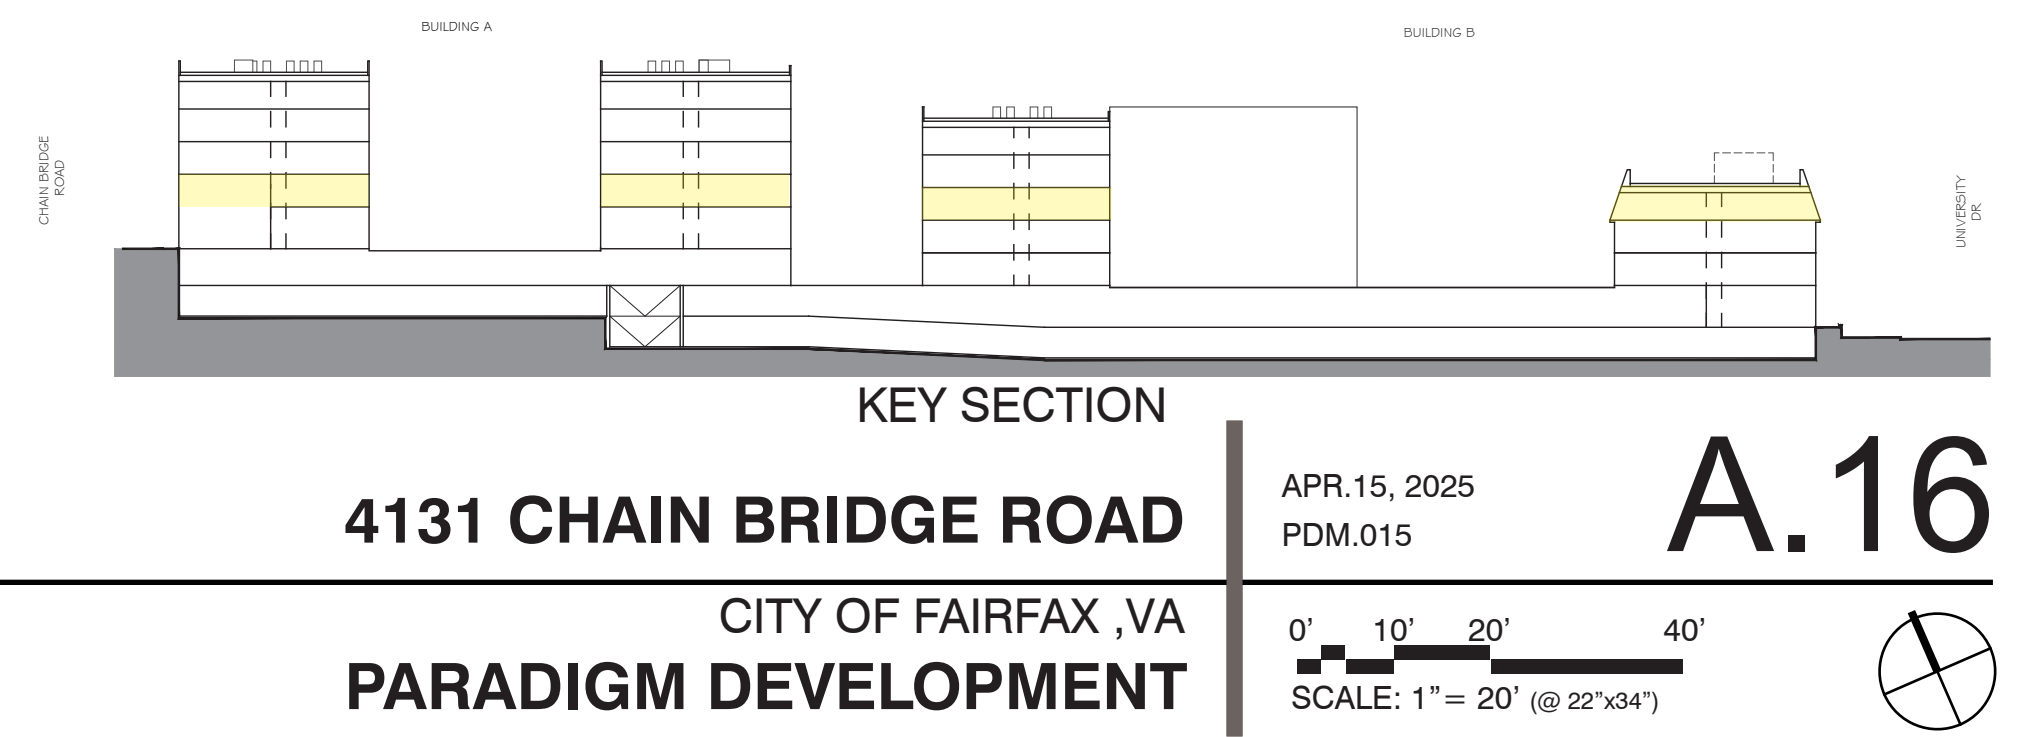 BUILDING A
BUILDING B
CHAIN BRIDGE
ROAD
UNIVERSITY
DR
KEY SECTION
4131 CHAIN BRIDGE ROAD
APR.15, 2025
PDM.015
A.16
CITY OF FAIRFAX ,VA
PARADIGM DEVELOPMENT
0’ 10’ 20’ 40’
SCALE: 1”= 20’ (@ 22”x34”)